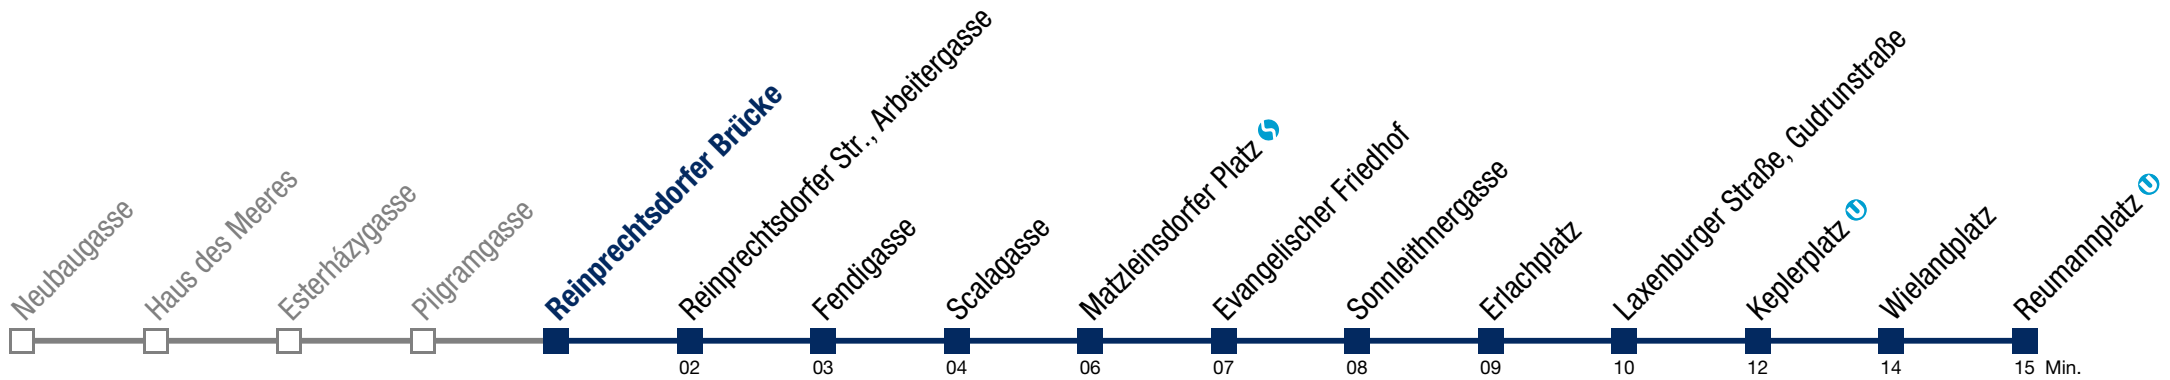 Neubaugasse
Haus des Meeres
Esterházygasse
Pilgramgasse
Reinprechtsdorfer Brücke
Reinprechtsdorfer Str., Arbeitergasse
Fendigasse
Scalagasse
Matzleinsdorfer Platz
Evangelischer Friedhof
Sonnleithnergasse
Erlachplatz
Laxenburger Straße, Gudrunstraße
Keplerplatz U
Wielandplatz
Reumannplatz U
02 03 04 06 07 08 09 10 12 14 15 Min.